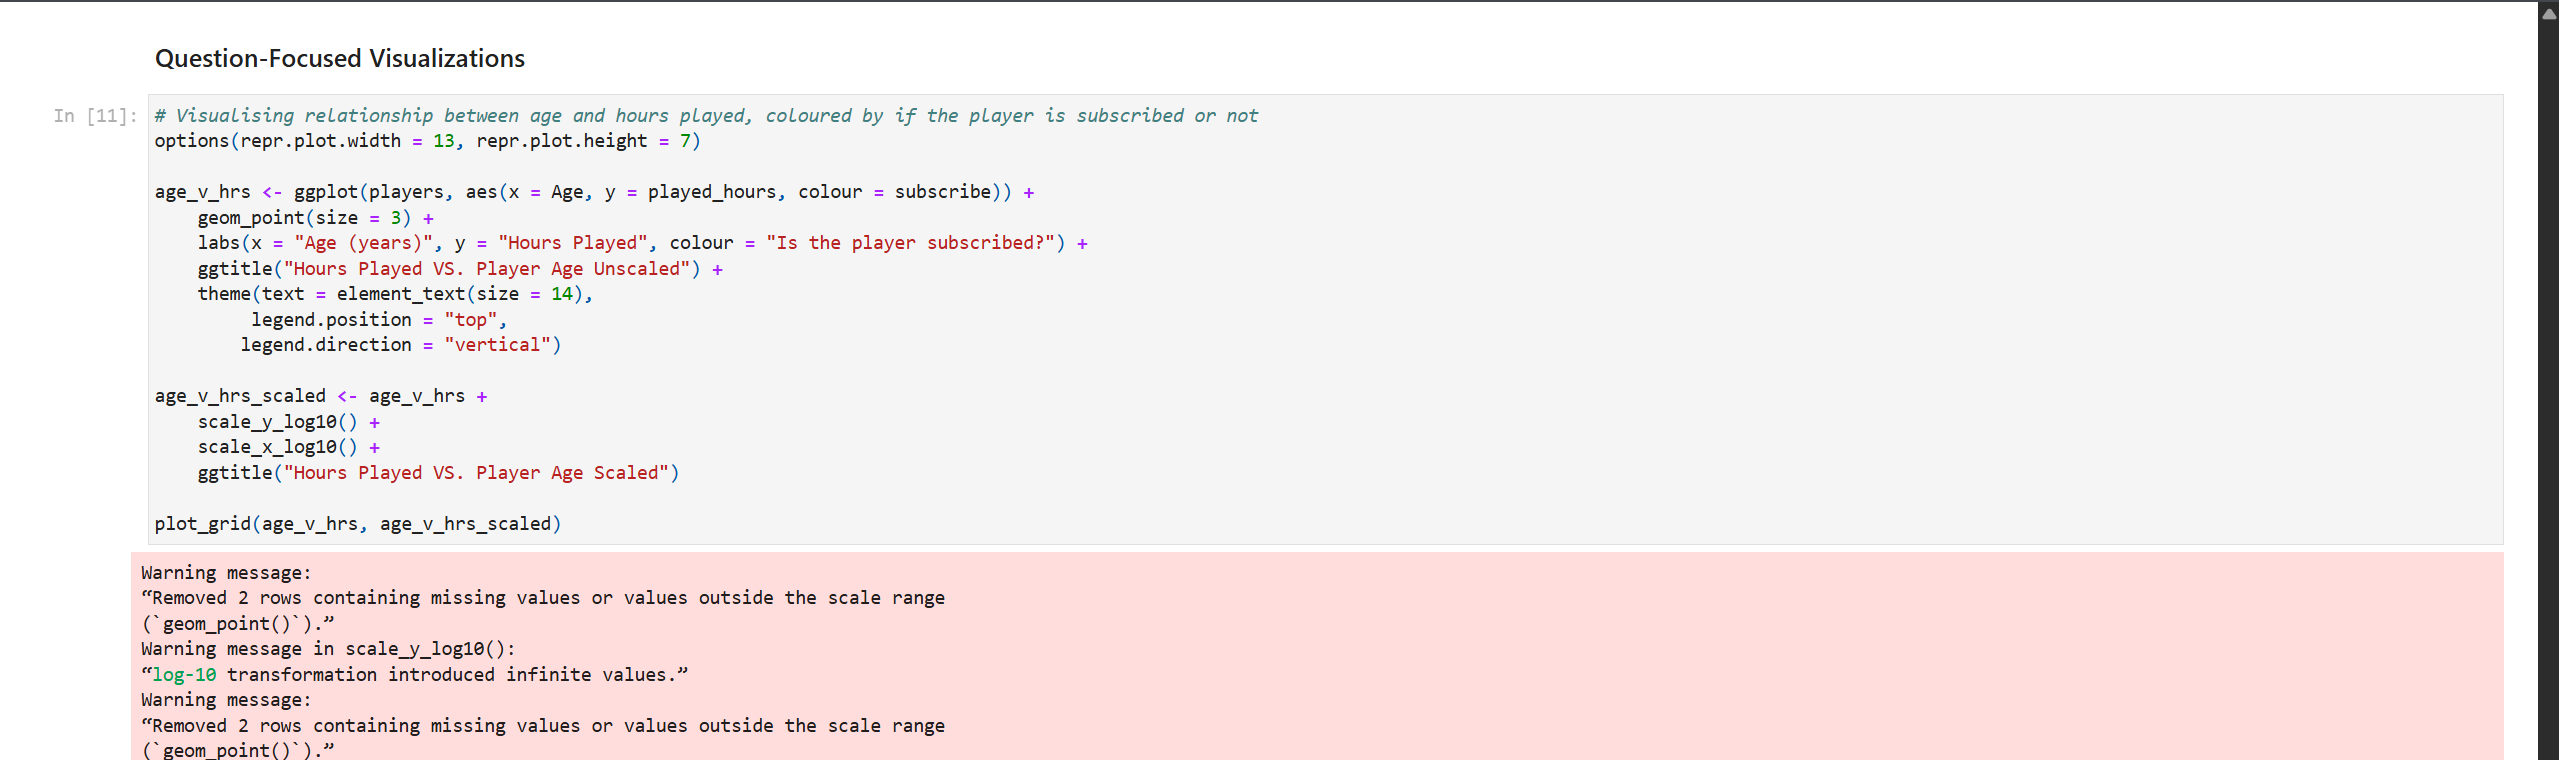 Question-Focused Visualizations
In [11]:
# Visualising relationship between age and hours played, coloured by if the player is subscribed or not
options(repr.plot.width = 13, repr.plot.height = 7)
age_v_hrs <- ggplot(players, aes(x = Age, y = played_hours, colour = subscribe)) +
    geom_point(size = 3) +
    labs(x = "Age (years)", y = "Hours Played", colour = "Is the player subscribed?") +
    ggtitle("Hours Played VS. Player Age Unscaled") +
    theme(text = element_text(size = 14),
         legend.position = "top",
        legend.direction = "vertical")
age_v_hrs_scaled <- age_v_hrs +
    scale_y_log10() +
    scale_x_log10() +
    ggtitle("Hours Played VS. Player Age Scaled")
plot_grid(age_v_hrs, age_v_hrs_scaled)
Warning message:
“Removed 2 rows containing missing values or values outside the scale range
(`geom_point()`).”
Warning message in scale_y_log10():
“log-10 transformation introduced infinite values.”
Warning message:
“Removed 2 rows containing missing values or values outside the scale range
(`geom_point()`).”